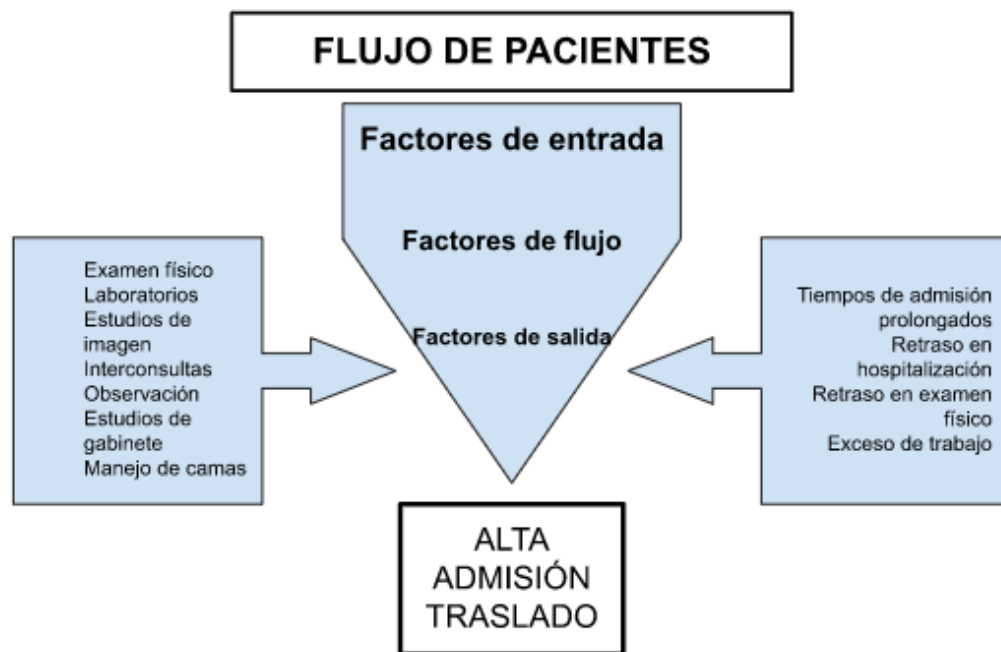 FLUJO DE PACIENTES
Factores de entrada
Factores de flujo
Factores de salida
Examen físico
Laboratorios
Estudios de
imagen
Interconsultas
Observación
Estudios de
gabinete
Manejo de camas
Tiempos de admisión
prolongados
Retraso en
hospitalización
Retraso en examen
físico
Exceso de trabajo
ALTA
ADMISIÓN
TRASLADO